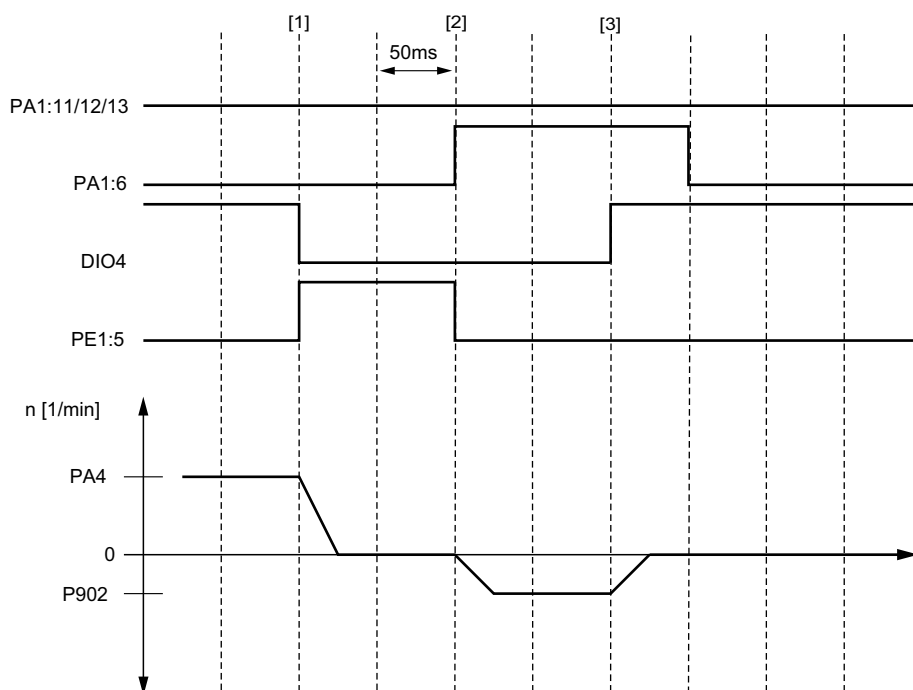 [1] [2] [3]
50ms
PA1:11/12/13
PA1:6
DIO4
PE1:5
n [1/min]
PA4
0
P902